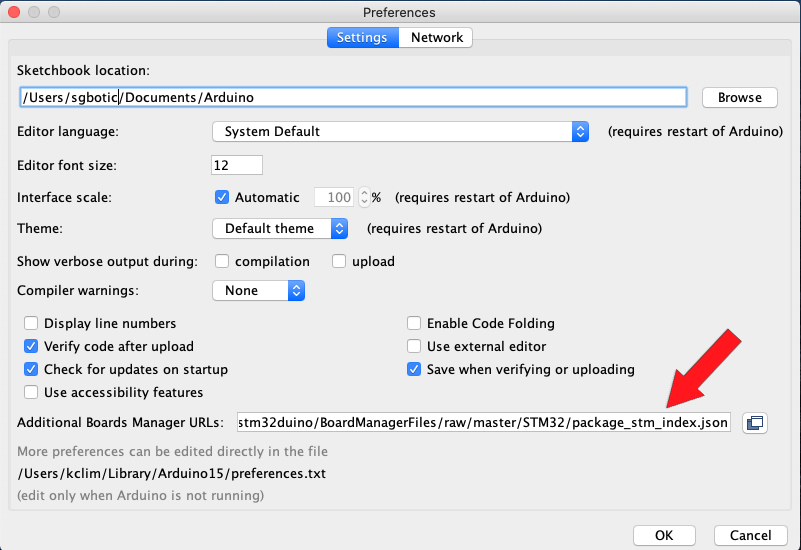 Preferences
Settings Network
Sketchbook location:
/Users/sgbotic/Documents/Arduino Browse
Editor language: System Default (requires restart of Arduino)
Editor font size: 12
Interface scale: Automatic 100 % (requires restart of Arduino)
Theme: Default theme (requires restart of Arduino)
Show verbose output during: compilation upload
Compiler warnings: None
Display line numbers Enable Code Folding
Verify code after upload Use external editor
Check for updates on startup Save when verifying or uploading
Use accessibility features
Additional Boards Manager URLs: stm32duino/BoardManagerFiles/raw/master/STM32/package_stm_index.json
More preferences can be edited directly in the file
/Users/kclim/Library/Arduino15/preferences.txt
(edit only when Arduino is not running)
OK Cancel